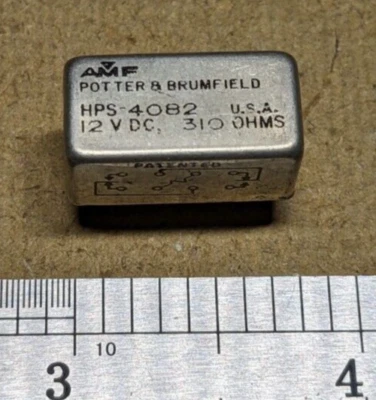 AMF
POTTER & BRUMFIELD
HPS-4082 U.S.A.
12 V DC, 310 OHMS
PATENTED
10
3 4